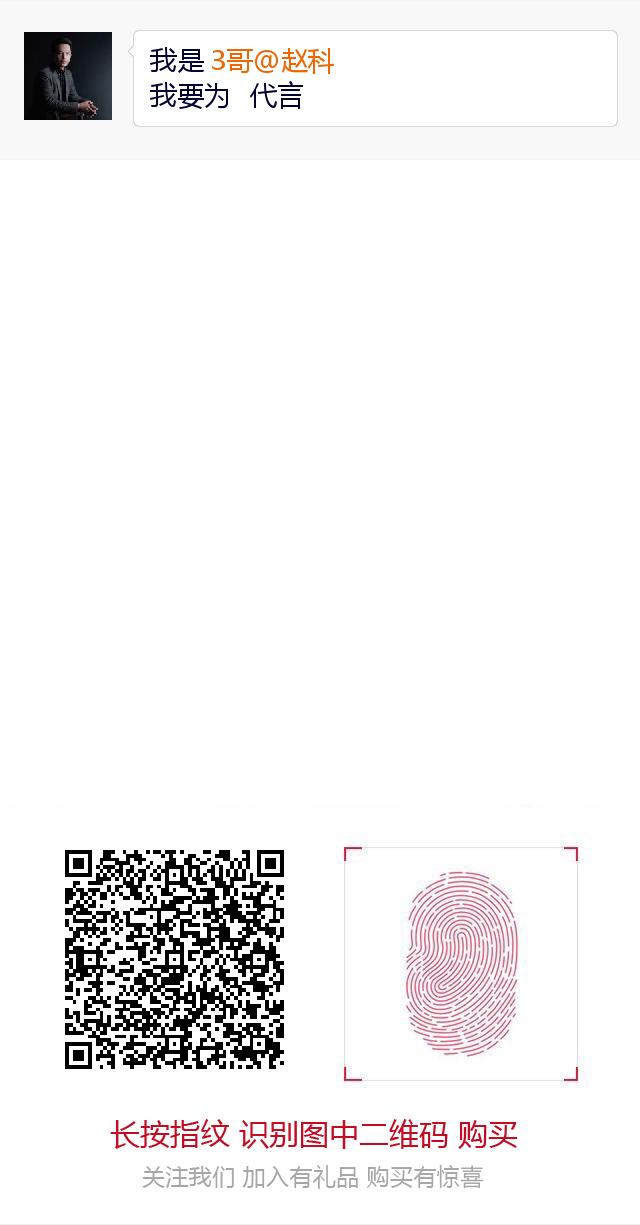 我是 3哥@赵科
我要为 代言
长按指纹 识别图中二维码 购买
关注我们 加入有礼品 购买有惊喜